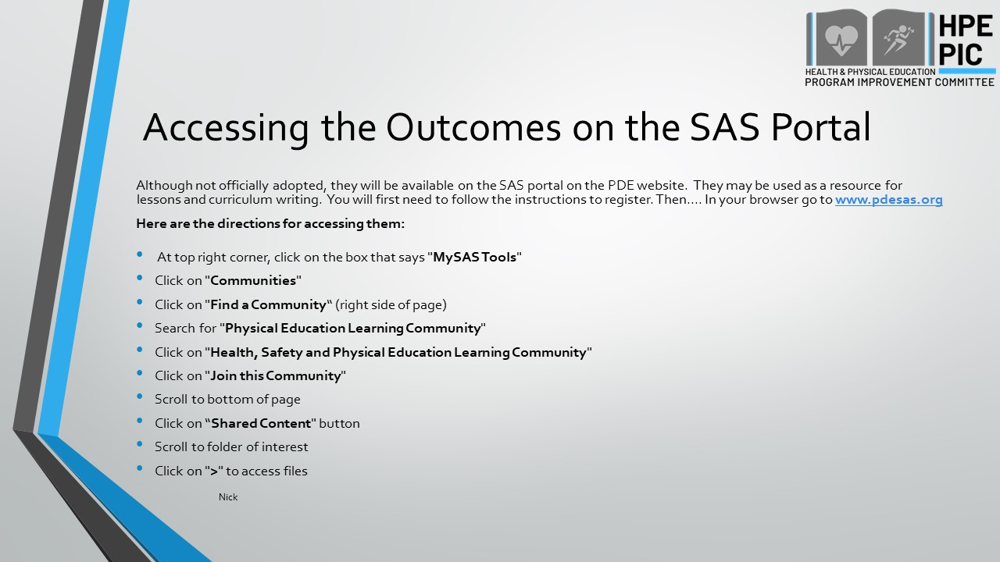 HPE
PIC
HEALTH & PHYSICAL EDUCATION
PROGRAM IMPROVEMENT COMMITTEE
Accessing the Outcomes on the SAS Portal
Although not officially adopted, they will be available on the SAS portal on the PDE website.  They may be used as a resource for
lessons and curriculum writing.  You will first need to follow the instructions to register. Then.... In your browser go to www.pdesas.org
Here are the directions for accessing them:
• At top right corner, click on the box that says "MySAS Tools"
• Click on "Communities"
• Click on "Find a Community“ (right side of page)
• Search for "Physical Education Learning Community"
• Click on "Health, Safety and Physical Education Learning Community"
• Click on "Join this Community"
• Scroll to bottom of page
• Click on “Shared Content" button
• Scroll to folder of interest
• Click on ">" to access files
Nick